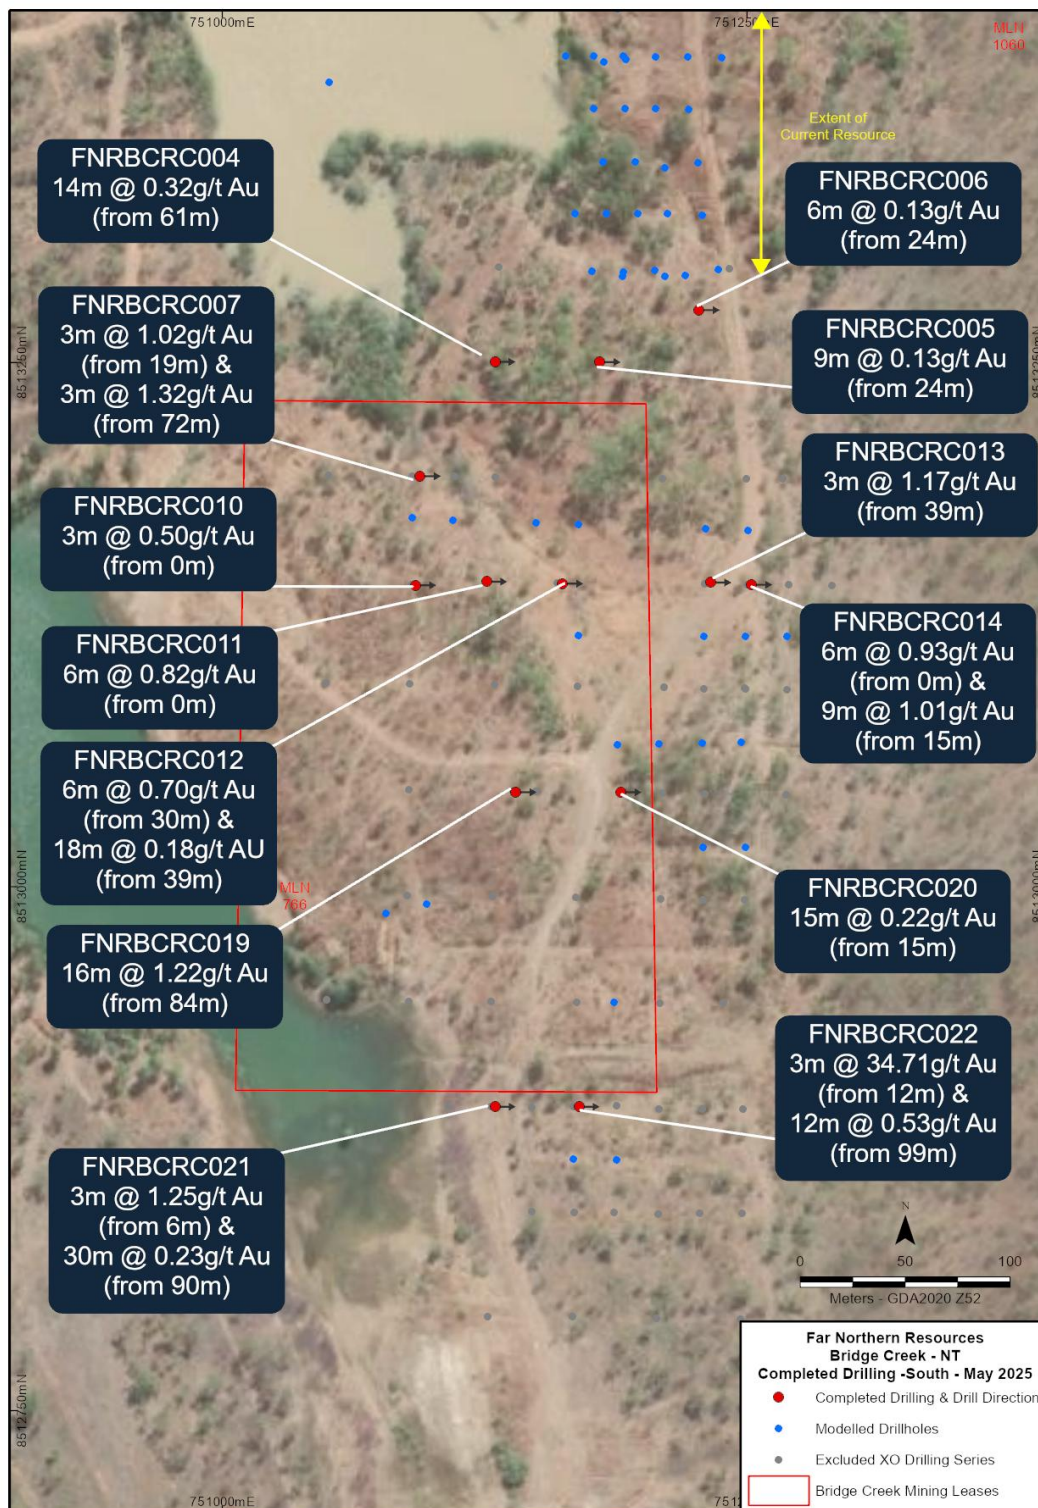 751000mE
751250mE
MLN
1060
Extent of
Current Resource
FNRBCRC004
14m @ 0.32g/t Au
(from 61m)
FNRBCRC006
6m @ 0.13g/t Au
(from 24m)
FNRBCRC007
3m @ 1.02g/t Au
(from 19m) &
3m @ 1.32g/t Au
(from 72m)
FNRBCRC005
9m @ 0.13g/t Au
(from 24m)
8513250mN
8513250mN
FNRBCRC013
3m @ 1.17g/t Au
(from 39m)
FNRBCRC010
3m @ 0.50g/t Au
(from 0m)
FNRBCRC011
6m @ 0.82g/t Au
(from 0m)
FNRBCRC014
6m @ 0.93g/t Au
(from 0m) &
9m @ 1.01g/t Au
(from 15m)
FNRBCRC012
6m @ 0.70g/t Au
(from 30m) &
18m @ 0.18g/t AU
(from 39m)
MLN
766
8513000mN
8513000mN
FNRBCRC020
15m @ 0.22g/t Au
(from 15m)
FNRBCRC019
16m @ 1.22g/t Au
(from 84m)
FNRBCRC022
3m @ 34.71g/t Au
(from 12m) &
12m @ 0.53g/t Au
(from 99m)
FNRBCRC021
3m @ 1.25g/t Au
(from 6m) &
30m @ 0.23g/t Au
(from 90m)
N
0 50 100
Meters - GDA2020 Z52
Far Northern Resources
Bridge Creek - NT
Completed Drilling -South - May 2025
Completed Drilling & Drill Direction
Modelled Drillholes
Excluded XO Drilling Series
Bridge Creek Mining Leases
8512750mN
751000mE